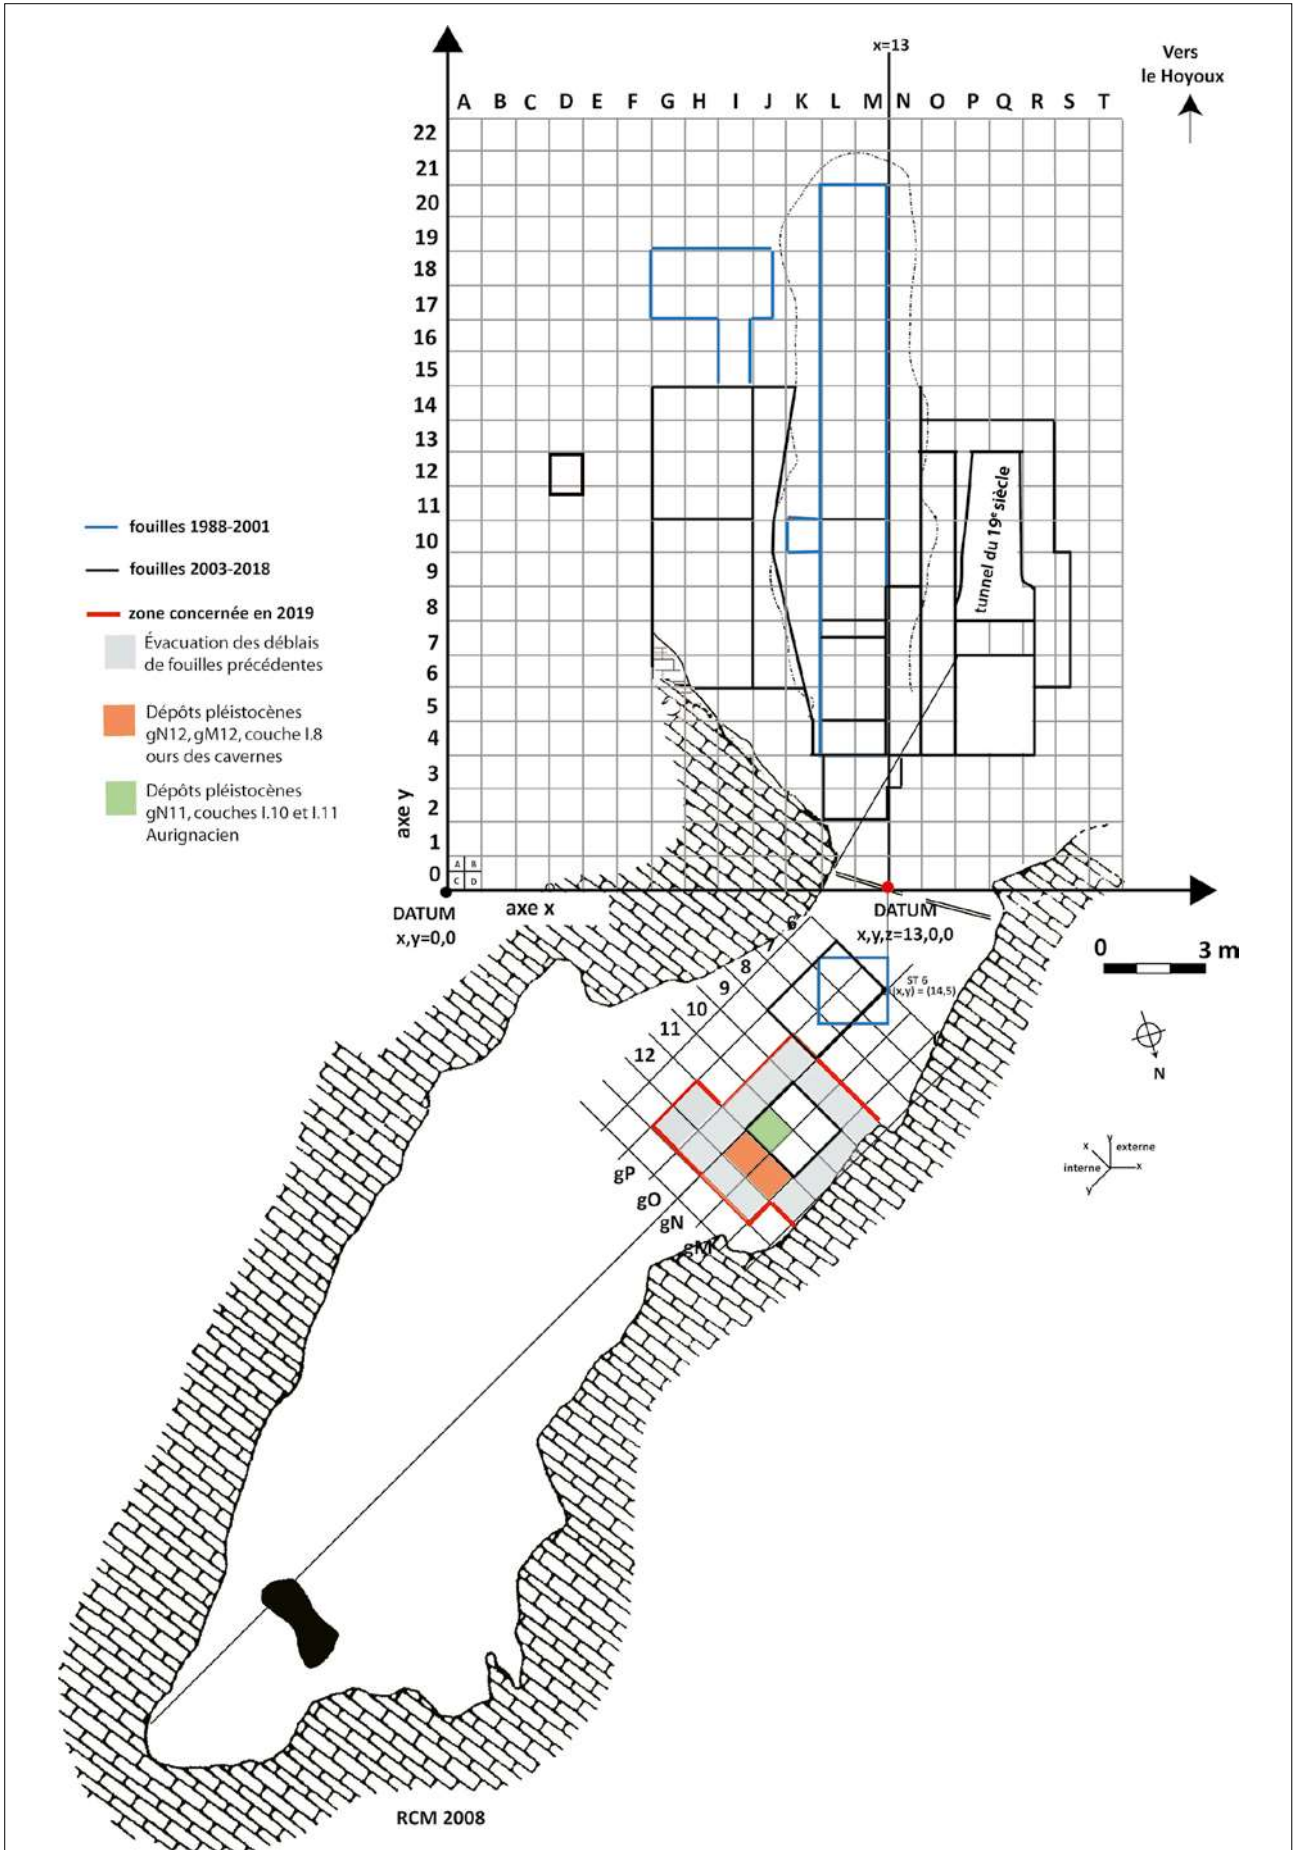 x=13
Vers
le Hoyoux
A B C D E F G H I J K L M N O P Q R S T
22
21
20
19
18
17
16
15
14
13
12
11
10
9
8
7
6
5
4
3
2
1
0
axe y
tunnel du 19e siècle
fouilles 1988-2001
fouilles 2003-2018
zone concernée en 2019
Évacuation des déblais
de fouilles précédentes
Dépôts pléistocènes
gN12, gM12, couche I.8
ours des cavernes
Dépôts pléistocènes
gN11, couches I.10 et I.11
Aurignacien
A B
C D
DATUM
x,y=0,0
axe x
DATUM
x,y,z=13,0,0
0 3 m
6
7
8
9
10
11
12
ST 6
(x,y) = (14,5)
N
y
x externe
interne x
y
gP
gO
gN
gM
RCM 2008